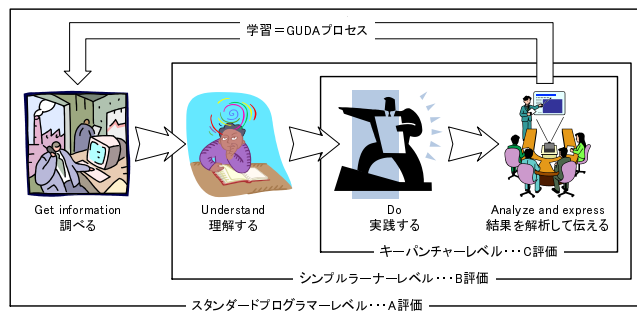 学習＝GUDAプロセス
Get information
調べる
Understand
理解する
Do
実践する
Analyze and express
結果を解析して伝える
キーパンチャーレベル・・・C評価
シンプルラーナーレベル・・・B評価
スタンダードプログラマーレベル・・・A評価